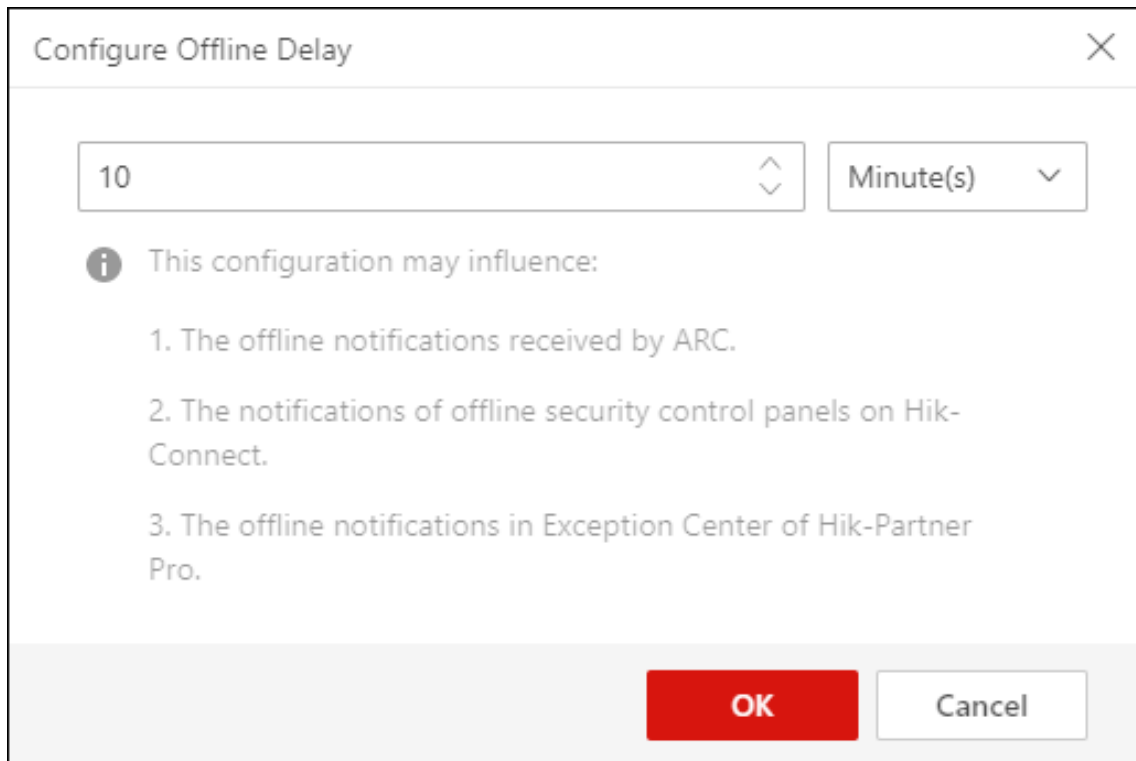 Configure Offline Delay
10
Minute(s)
This configuration may influence:
1. The offline notifications received by ARC.
2. The notifications of offline security control panels on Hik-
Connect.
3. The offline notifications in Exception Center of Hik-Partner
Pro.
OK
Cancel